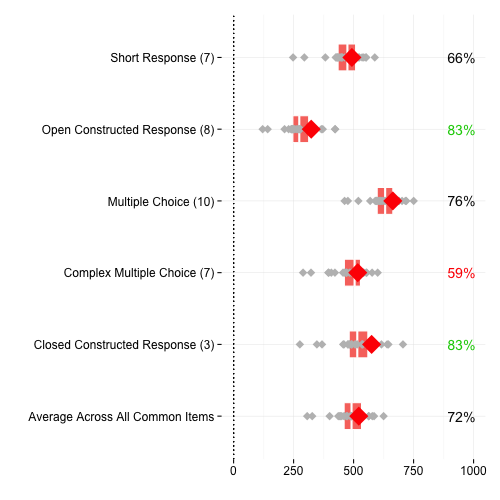 Short Response (7) 66%
Open Constructed Response (8) 83%
Multiple Choice (10) 76%
Complex Multiple Choice (7) 59%
Closed Constructed Response (3) 83%
Average Across All Common Items 72%
0 250 500 750 1000